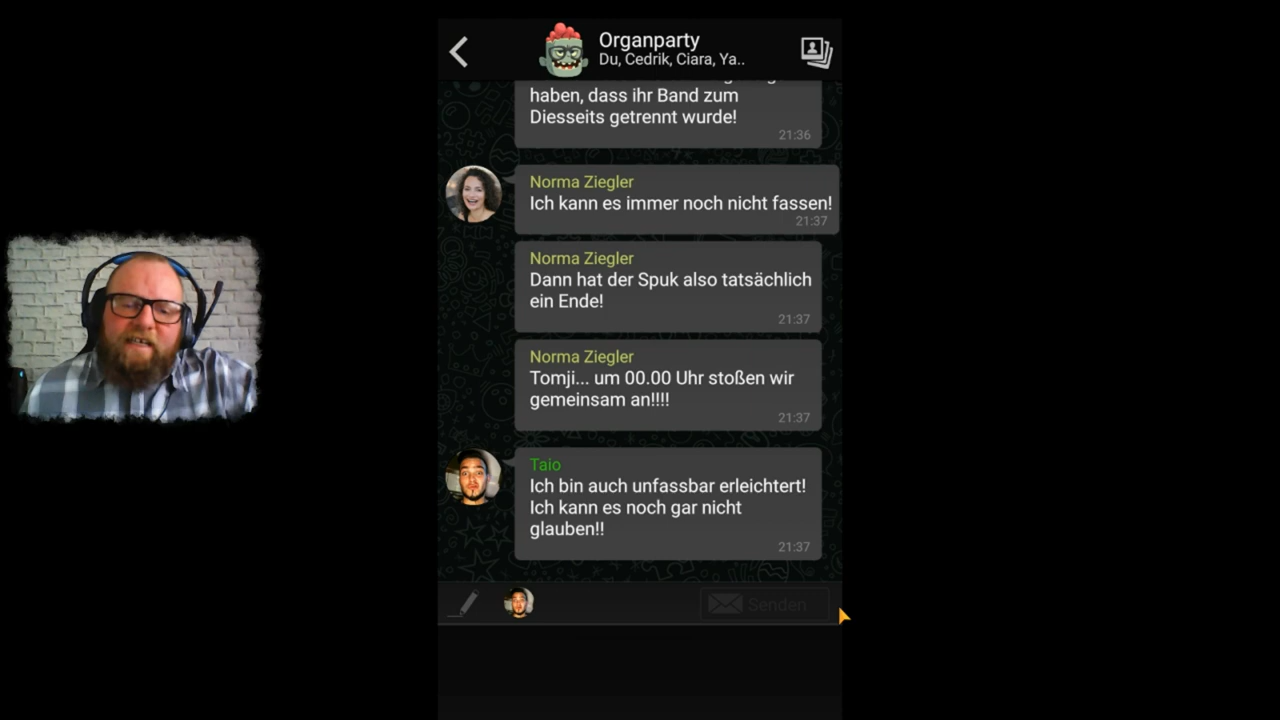 Organparty
Du, Cedrik, Ciara, Ya..
haben, dass ihr Band zum
Diesseits getrennt wurde!
21:36
Norma Ziegler
Ich kann es immer noch nicht fassen!
21:37
Norma Ziegler
Dann hat der Spuk also tatsächlich
ein Ende!
21:37
Norma Ziegler
Tomji... um 00.00 Uhr stoßen wir
gemeinsam an!!!!
21:37
Taio
Ich bin auch unfassbar erleichtert!
Ich kann es noch gar nicht
glauben!!
21:37
Senden